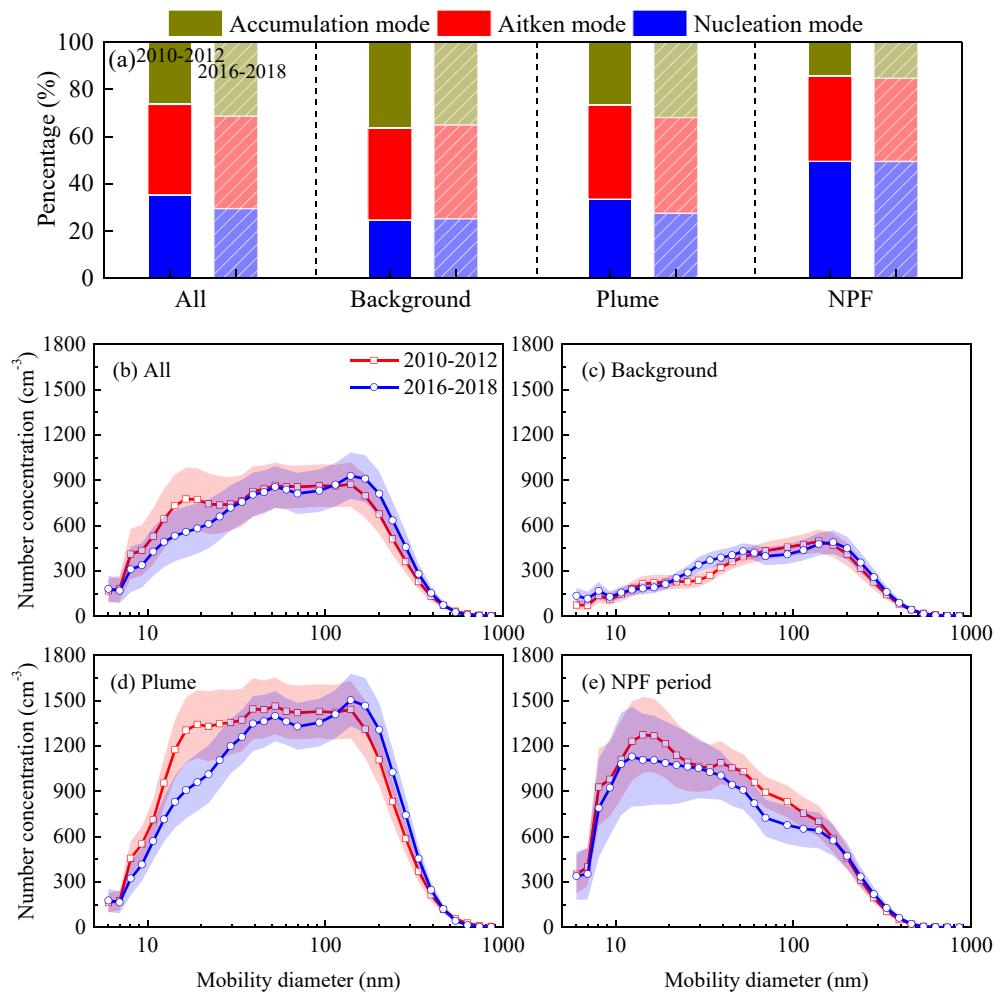 Accumulation mode Aitken mode Nucleation mode
(a) 2010-2012
2016-2018
Pencentage (%)
100
80
60
40
20
0
All Background Plume NPF
Number concentration (cm-3)
1800
1500
1200
900
600
300
0
(b) All
2010-2012
2016-2018
10 100 1000
1800
1500
1200
900
600
300
0
(c) Background
10 100 1000
Number concentration (cm-3)
1800
1500
1200
900
600
300
0
(d) Plume
10 100 1000
Mobility diameter (nm)
1800
1500
1200
900
600
300
0
(e) NPF period
10 100 1000
Mobility diameter (nm)